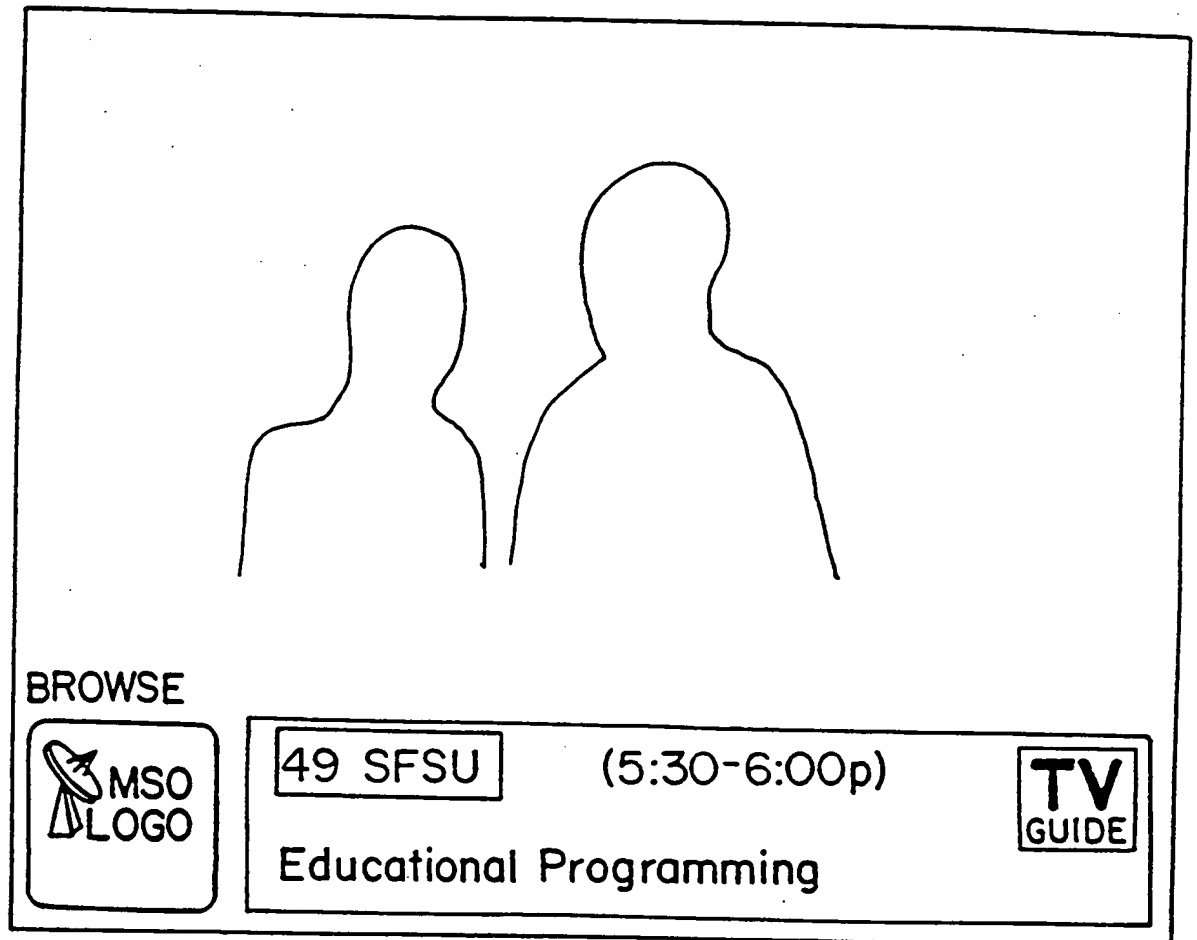 BROWSE
MSO
LOGO
49 SFSU (5:30-6:00p)
Educational Programming
TV
GUIDE